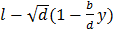 l − √d(1 − b/d y)